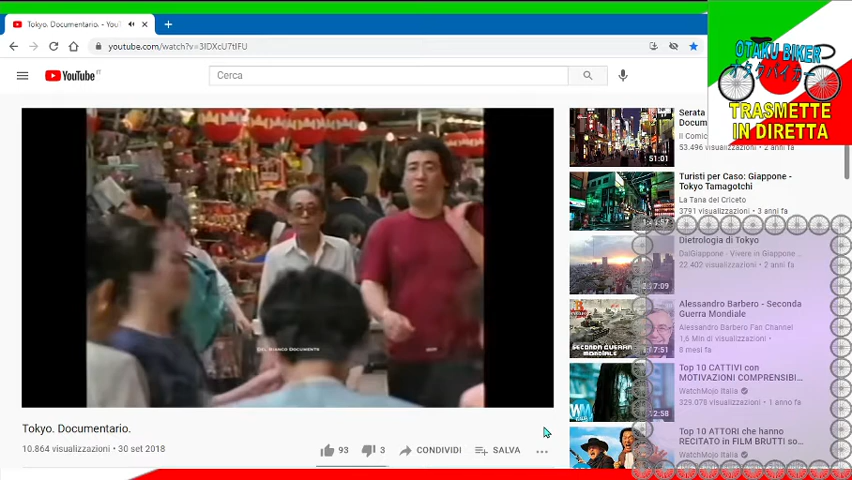 Tokyo. Documentario. - YouT
youtube.com/watch?v=3IDXcU7tIFU
YouTube IT
Cerca
OTAKU BIKER
オタクバイカー
TRASMETTE
IN DIRETTA
Tokyo. Documentario.
10.864 visualizzazioni • 30 set 2018
93
3
CONDIVIDI
SALVA
Serata
Docum
Il Comic
53.496 visualizzazioni • 2 anni fa
51:01
Turisti per Caso: Giappone -
Tokyo Tamagotchi
La Tana del Criceto
3791 visualizzazioni • 3 anni fa
Dietrologia di Tokyo
DalGiappone - Vivere in Giappone ...
22.402 visualizzazioni • 2 anni fa
2:17:09
Alessandro Barbero - Seconda
Guerra Mondiale
Alessandro Barbero Fan Channel
1,6 Mln di visualizzazioni •
8 mesi fa
SECONDA GUERRA
MONDIALE
Top 10 CATTIVI con
MOTIVAZIONI COMPRENSIBI...
WatchMojo Italia
329.078 visualizzazioni • 1 anno fa
12:58
Top 10 ATTORI che hanno
RECITATO in FILM BRUTTI so...
WatchMojo Italia